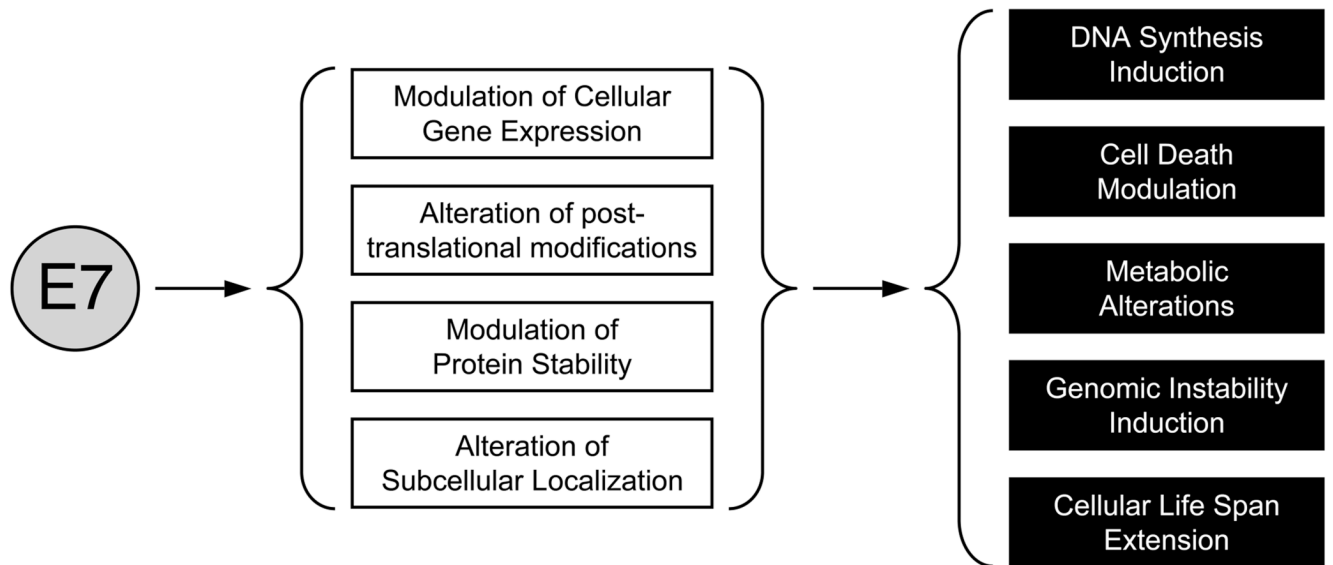 E7
Modulation of Cellular
Gene Expression
Alteration of post-
translational modifications
Modulation of
Protein Stability
Alteration of
Subcellular Localization
DNA Synthesis
Induction
Cell Death
Modulation
Metabolic
Alterations
Genomic Instability
Induction
Cellular Life Span
Extension